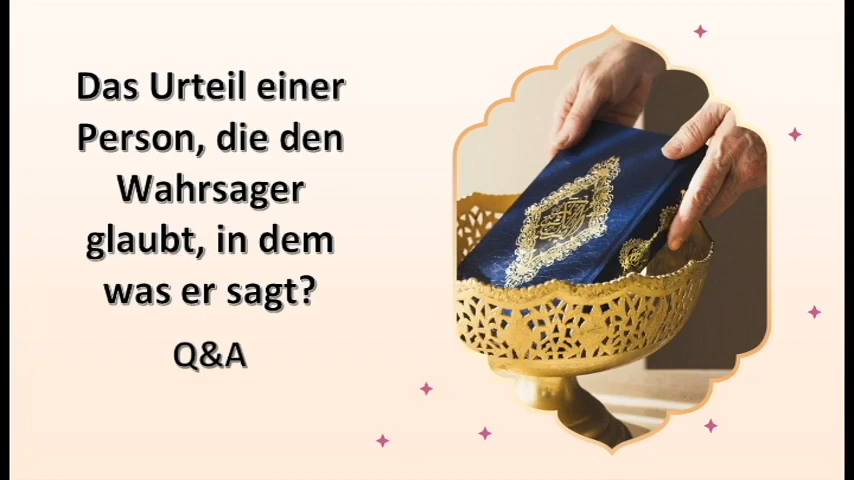 Das Urteil einer
Person, die den
Wahrsager
glaubt, in dem
was er sagt?
Q&A